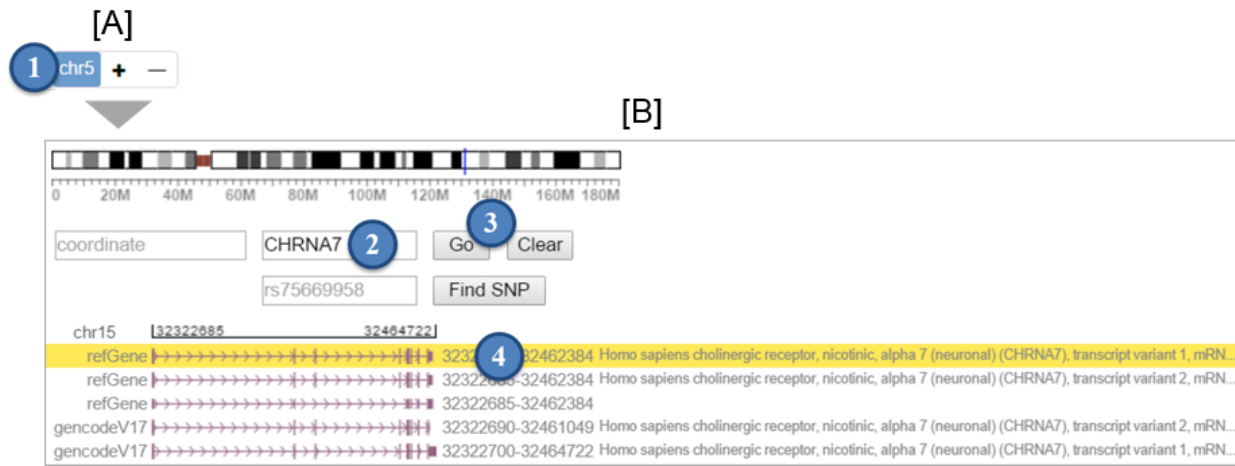 [A]
1 chr5 + —
[B]
0 20M 40M 60M 80M 100M 120M 140M 160M 180M
3
coordinate CHRNA7 2 Go Clear
rs75669958 Find SNP
chr15 32322685 32464722
refGene 4 32462384 Homo sapiens cholinergic receptor, nicotinic, alpha 7 (neuronal) (CHRNA7), transcript variant 1, mRN...
refGene 32322685-32462384 Homo sapiens cholinergic receptor, nicotinic, alpha 7 (neuronal) (CHRNA7), transcript variant 2, mRN...
refGene 32322685-32462384
gencodeV17 32322690-32461049 Homo sapiens cholinergic receptor, nicotinic, alpha 7 (neuronal) (CHRNA7), transcript variant 2, mRN...
gencodeV17 32322700-32464722 Homo sapiens cholinergic receptor, nicotinic, alpha 7 (neuronal) (CHRNA7), transcript variant 1, mRN...